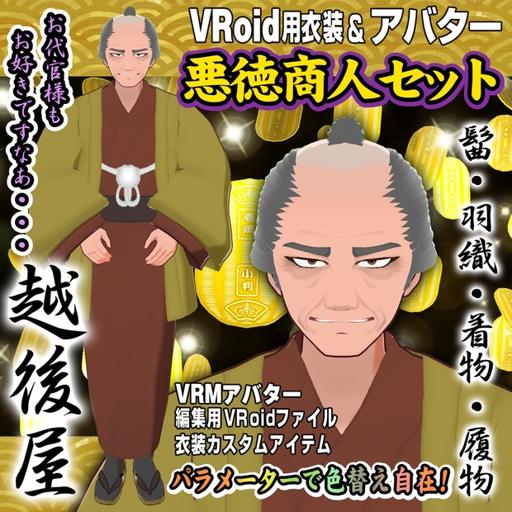 VRoid用衣装&アバター
悪徳商人セット
お代官様も
お好きですなぁ・・・
越後屋
髷・羽織・着物・履物
小判
VRMアバター
編集用VRoidファイル
衣装カスタムアイテム
パラメーターで色替え自在!